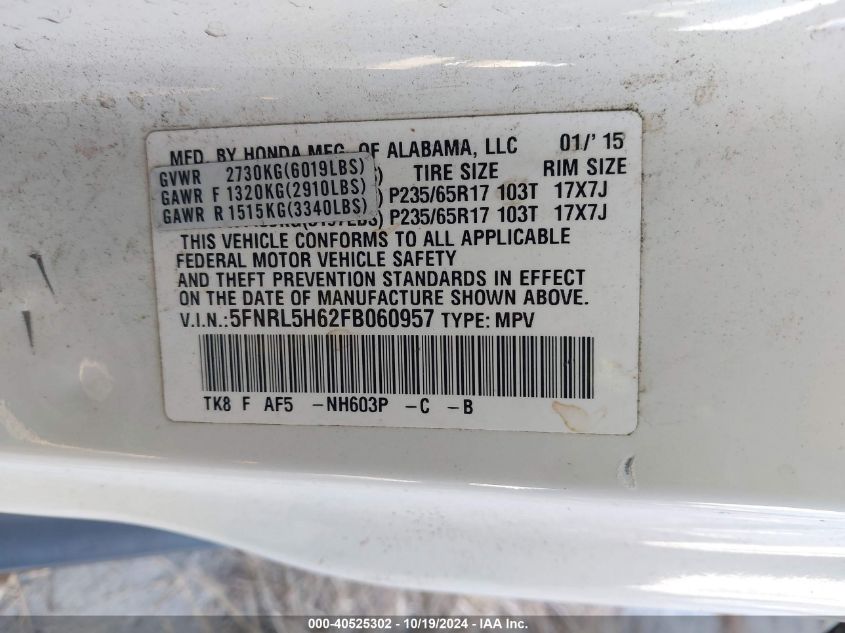 MFD. BY HONDA MFG. OF ALABAMA, LLC 01/' 15
GVWR 2730KG(6019LBS) TIRE SIZE RIM SIZE
GAWR F 1320KG(2910LBS) P235/65R17 103T 17X7J
GAWR R 1515KG(3340LBS) P235/65R17 103T 17X7J
THIS VEHICLE CONFORMS TO ALL APPLICABLE
FEDERAL MOTOR VEHICLE SAFETY
AND THEFT PREVENTION STANDARDS IN EFFECT
ON THE DATE OF MANUFACTURE SHOWN ABOVE.
V.I.N.:5FNRL5H62FB060957 TYPE: MPV
TK8 F AF5 -NH603P -C -B
000-40525302 - 10/19/2024 - IAA Inc.